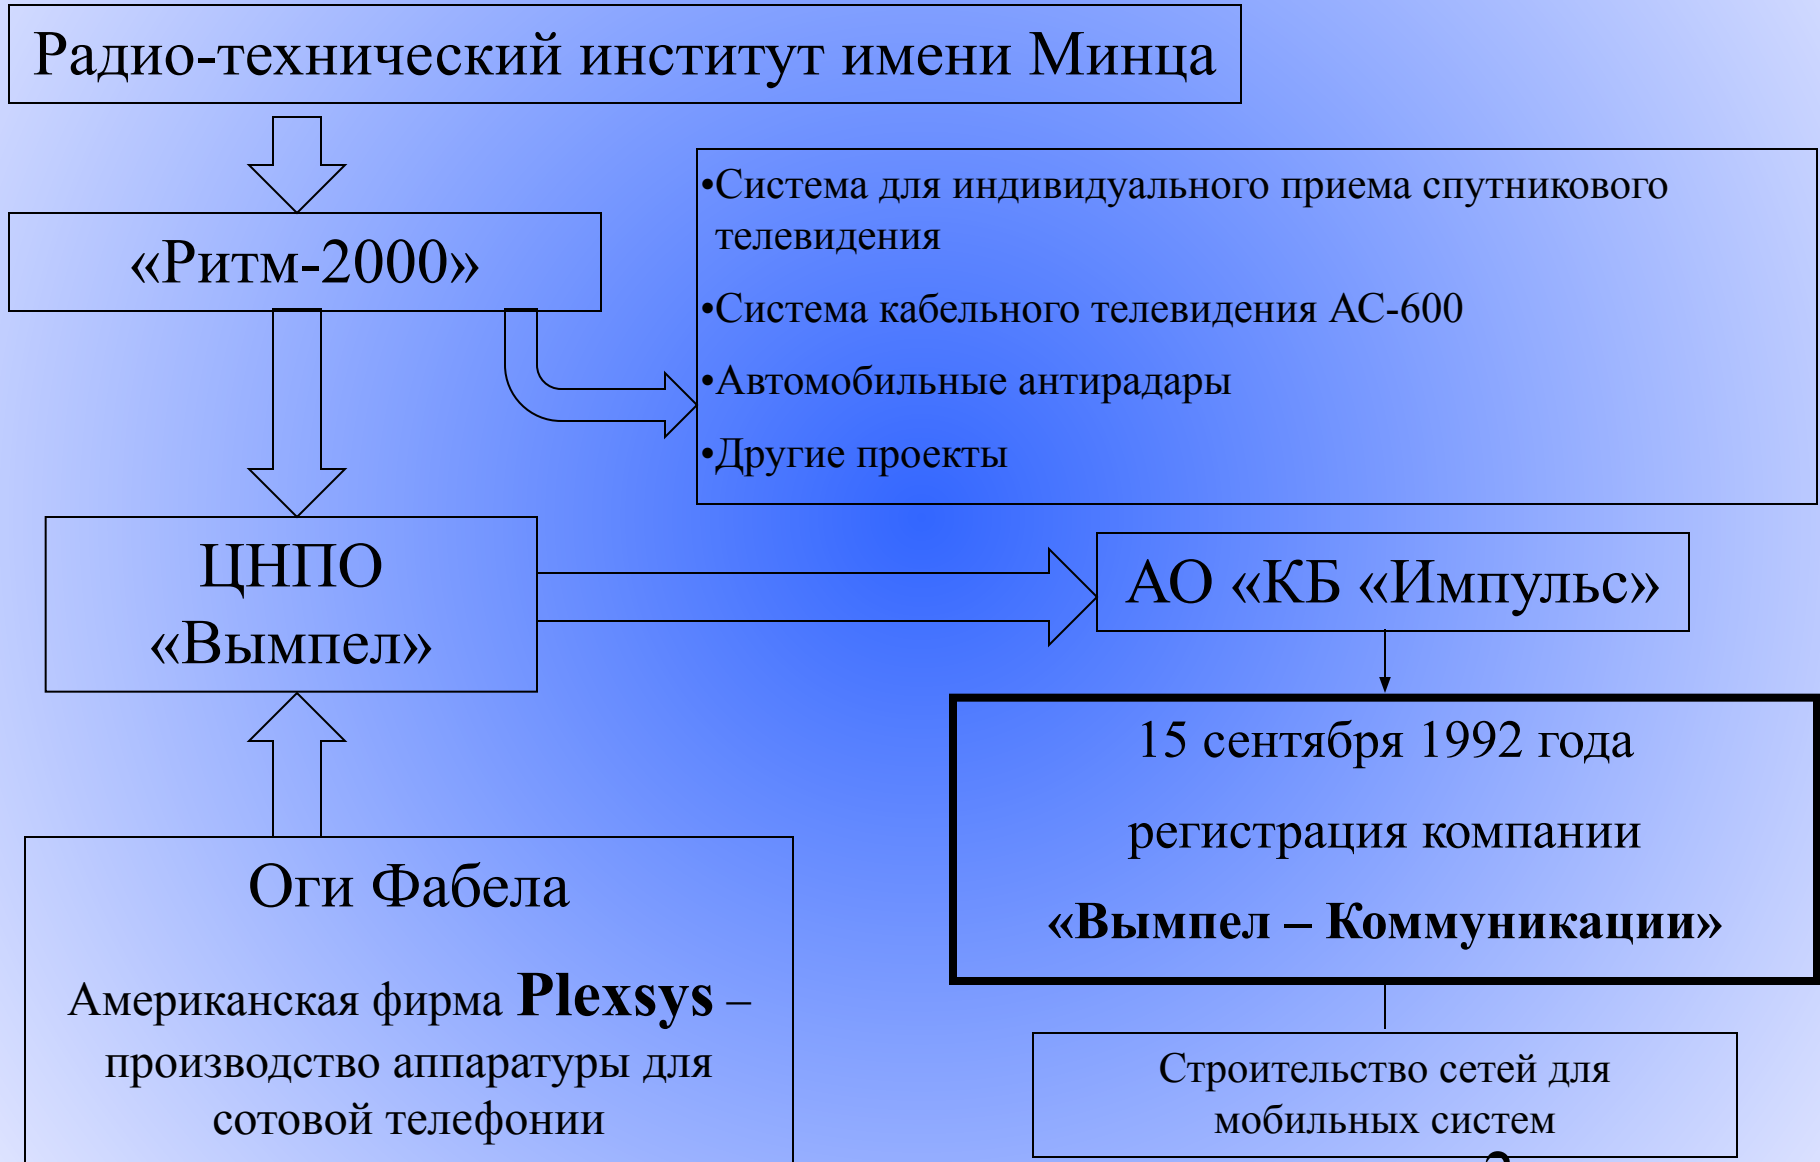 Радио-технический институт имени Минца
«Ритм-2000»
•Система для индивидуального приема спутникового
телевидения
•Система кабельного телевидения АС-600
•Автомобильные антирадары
•Другие проекты
ЦНПО
«Вымпел»
АО «КБ «Импульс»
15 сентября 1992 года
регистрация компании
«Вымпел – Коммуникации»
Оги Фабела
Американская фирма Plexsys –
производство аппаратуры для
сотовой телефонии
Строительство сетей для
мобильных систем